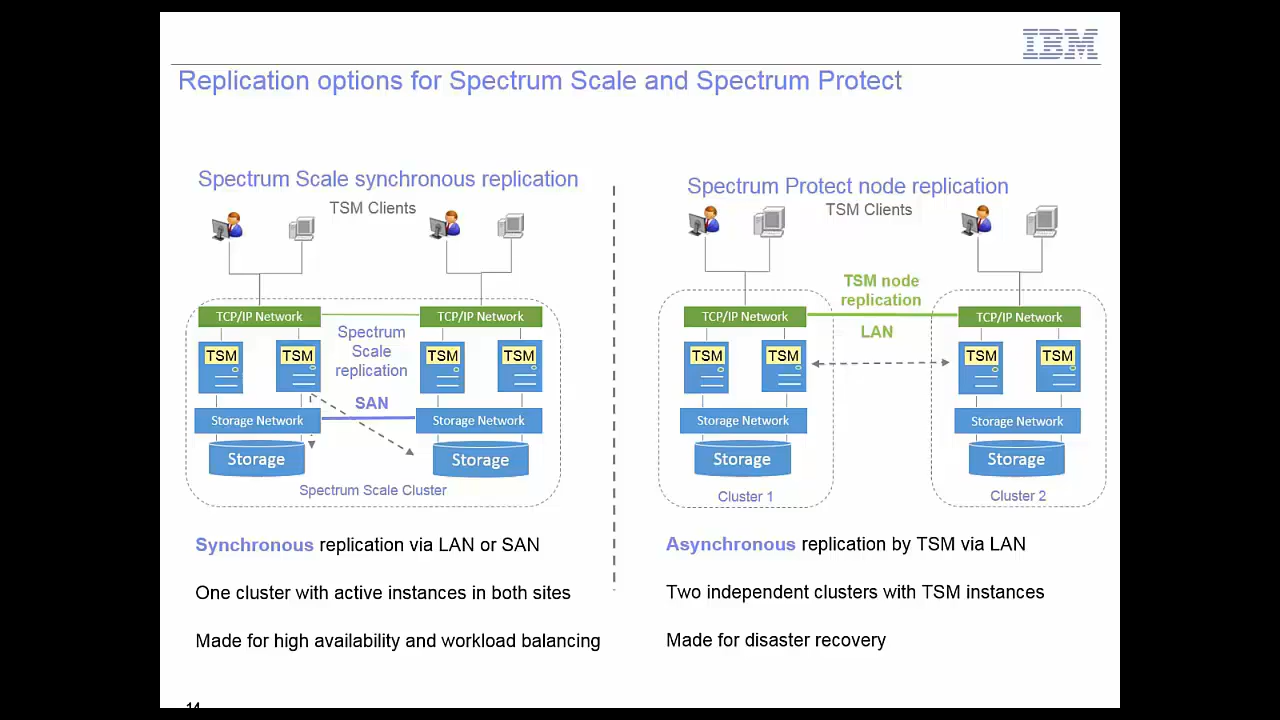 IBM
Replication options for Spectrum Scale and Spectrum Protect
Spectrum Scale synchronous replication
TSM Clients
TCP/IP Network
TCP/IP Network
Spectrum
Scale
replication
TSM
TSM
TSM
TSM
SAN
Storage Network
Storage Network
Storage
Storage
Spectrum Scale Cluster
Synchronous replication via LAN or SAN
One cluster with active instances in both sites
Made for high availability and workload balancing
Spectrum Protect node replication
TSM Clients
TSM node
replication
TCP/IP Network
TCP/IP Network
LAN
TSM
TSM
TSM
TSM
Storage Network
Storage Network
Storage
Storage
Cluster 1
Cluster 2
Asynchronous replication by TSM via LAN
Two independent clusters with TSM instances
Made for disaster recovery
14